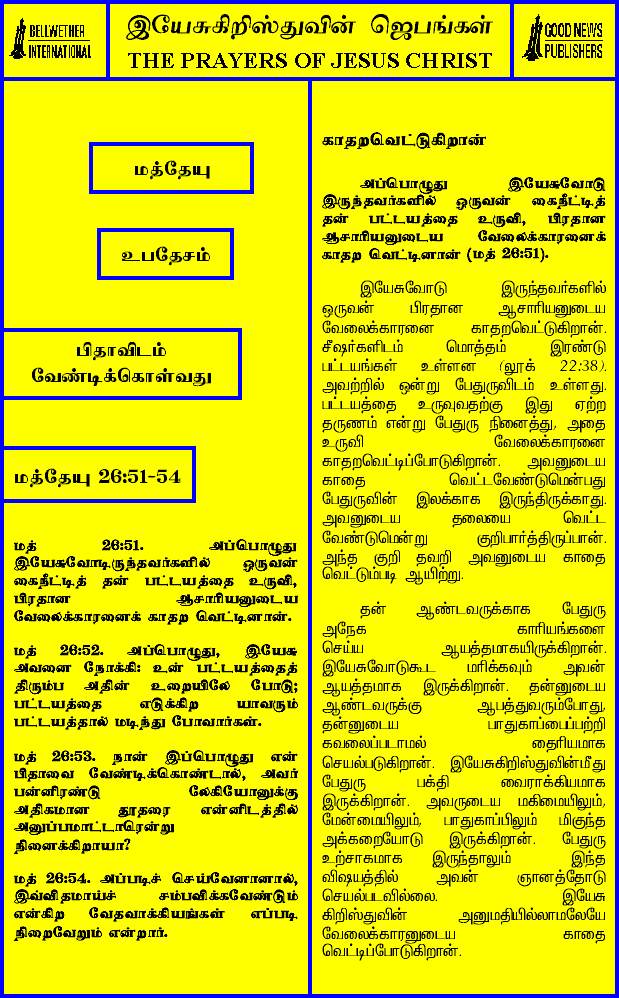 BELLWETHER
INTERNATIONAL
இயேசுகிறிஸ்துவின் ஜெபங்கள்
THE PRAYERS OF JESUS CHRIST
GOOD NEWS
PUBLISHERS
மத்தேயு
உபதேசம்
பிதாவிடம்
வேண்டிக்கொள்வது
மத்தேயு 26:51-54
மத் 26:51. அப்பொழுது
இயேசுவோடிருந்தவர்களில் ஒருவன்
கைநீட்டித் தன் பட்டயத்தை உருவி,
பிரதான ஆசாரியனுடைய
வேலைக்காரனைக் காதற வெட்டினான்.
மத் 26:52. அப்பொழுது, இயேசு
அவனை நோக்கி: உன் பட்டயத்தைத்
திரும்ப அதின் உறையிலே போடு;
பட்டயத்தை எடுக்கிற யாவரும்
பட்டயத்தால் மடிந்து போவார்கள்.
மத் 26:53. நான் இப்பொழுது என்
பிதாவை வேண்டிக்கொண்டால், அவர்
பன்னிரண்டு லேகியோனுக்கு
அதிகமான தூதரை என்னிடத்தில்
அனுப்பமாட்டாரென்று
நினைக்கிறாயா?
மத் 26:54. அப்படிச் செய்வேனானால்,
இவ்விதமாய்ச் சம்பவிக்கவேண்டும்
என்கிற வேதவாக்கியங்கள் எப்படி
நிறைவேறும் என்றார்.
காதறவெட்டுகிறான்
அப்பொழுது இயேசுவோடு
இருந்தவர்களில் ஒருவன் கைநீட்டித்
தன் பட்டயத்தை உருவி, பிரதான
ஆசாரியனுடைய வேலைக்காரனைக்
காதற வெட்டினான் (மத் 26:51).
இயேசுவோடு இருந்தவர்களில்
ஒருவன் பிரதான ஆசாரியனுடைய
வேலைக்காரனை காதறவெட்டுகிறான்.
சீஷர்களிடம் மொத்தம் இரண்டு
பட்டயங்கள் உள்ளன (லூக் 22:38).
அவற்றில் ஒன்று பேதுருவிடம் உள்ளது.
பட்டயத்தை உருவுவதற்கு இது ஏற்ற
தருணம் என்று பேதுரு நினைத்து, அதை
உருவி வேலைக்காரனை
காதறவெட்டிப்போடுகிறான். அவனுடைய
காதை வெட்டவேண்டுமென்பது
பேதுருவின் இலக்காக இருந்திருக்காது.
அவனுடைய தலையை வெட்ட
வேண்டுமென்று குறிபார்த்திருப்பான்.
அந்த குறி தவறி அவனுடைய காதை
வெட்டும்படி ஆயிற்று.
தன் ஆண்டவருக்காக பேதுரு
அநேக காரியங்களை
செய்ய ஆயத்தமாகயிருக்கிறான்.
இயேசுவோடுகூட மரிக்கவும் அவன்
ஆயத்தமாக இருக்கிறான். தன்னுடைய
ஆண்டவருக்கு ஆபத்துவரும்போது,
தன்னுடைய பாதுகாப்பைப்பற்றி
கவலைப்படாமல் தைரியமாக
செயல்படுகிறான். இயேசுகிறிஸ்துவின்மீது
பேதுரு பக்தி வைராக்கியமாக
இருக்கிறான். அவருடைய மகிமையிலும்,
மேன்மையிலும், பாதுகாப்பிலும் மிகுந்த
அக்கறையோடு இருக்கிறான். பேதுரு
உற்சாகமாக இருந்தாலும் இந்த
விஷயத்தில் அவன் ஞானத்தோடு
செயல்படவில்லை. இயேசு
கிறிஸ்துவின் அனுமதியில்லாமலேயே
வேலைக்காரனுடைய காதை
வெட்டிப்போடுகிறான்.